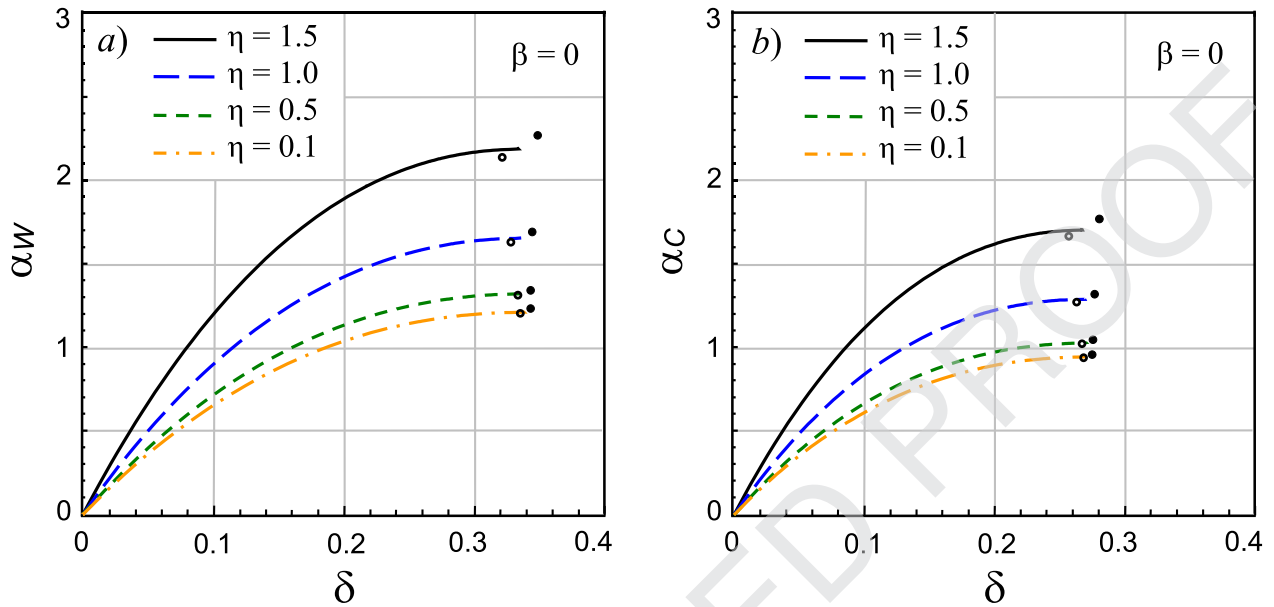 3
a) η = 1.5
η = 1.0
η = 0.5
η = 0.1
β = 0
2
1
0
αw
0 0.1 0.2 0.3 0.4
δ
3
b) η = 1.5
η = 1.0
η = 0.5
η = 0.1
β = 0
2
1
0
αc
0 0.1 0.2 0.3 0.4
δ
ED PROOF